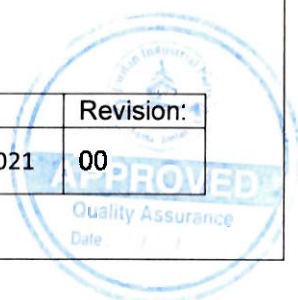 Revision:
021
00
APPROVED
Quality Assurance
Date: / /